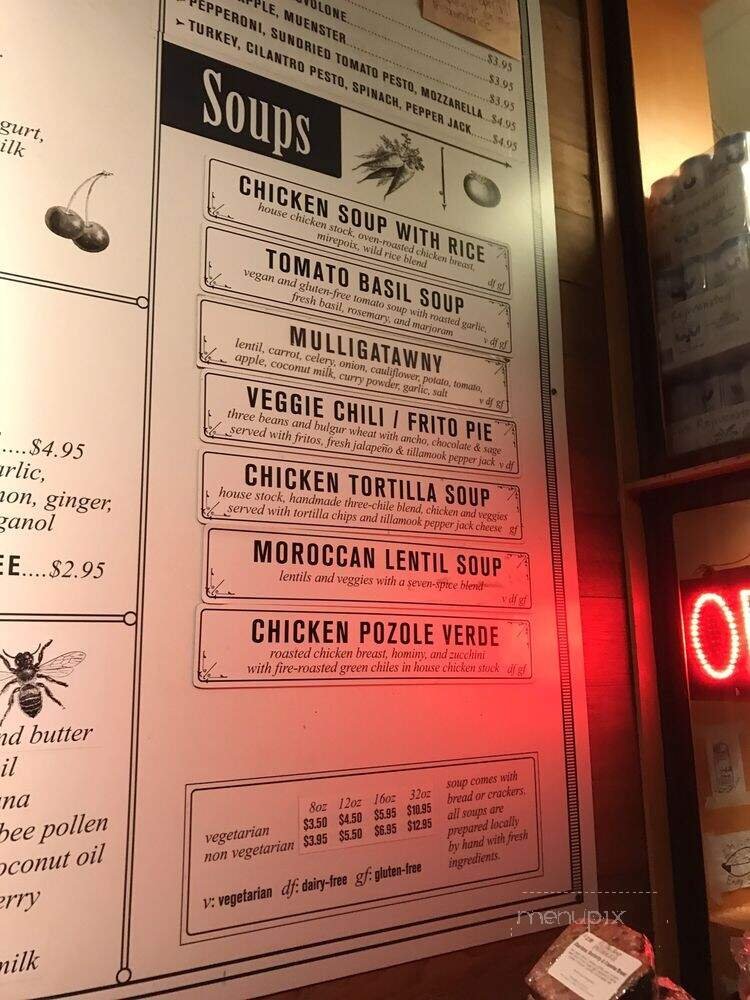 VOLONE
$3.95
APPLE, MUENSTER
$3.95
PEPPERONI, SUNDRIED TOMATO PESTO, MOZZARELLA...$4.95
$3.95
TURKEY, CILANTRO PESTO, SPINACH, PEPPER JACK......$4.95
Soups
CHICKEN SOUP WITH RICE
house chicken stock, oven-roasted chicken breast,
mirepoix, wild rice blend
df gf
TOMATO BASIL SOUP
vegan and gluten-free tomato soup with roasted garlic,
fresh basil, rosemary, and marjoram
v df gf
MULLIGATAWNY
lentil, carrot, celery, onion, cauliflower, potato, tomato,
apple, coconut milk, curry powder, garlic, salt
v df gf
VEGGIE CHILI / FRITO PIE
three beans and bulgur wheat with ancho, chocolate & sage
served with fritos, fresh jalapeño & tillamook pepper jack v df
CHICKEN TORTILLA SOUP
house stock, handmade three-chile blend, chicken and veggies
served with tortilla chips and tillamook pepper jack cheese gf
MOROCCAN LENTIL SOUP
lentils and veggies with a seven-spice blend
v df gf
CHICKEN POZOLE VERDE
roasted chicken breast, hominy, and zucchini
with fire-roasted green chiles in house chicken stock df gf
8oz 12oz 16oz 32oz
vegetarian $3.50 $4.50 $5.95 $10.95
non vegetarian $3.95 $5.50 $6.95 $12.95
soup comes with
bread or crackers.
all soups are
prepared locally
by hand with fresh
ingredients.
v: vegetarian df: dairy-free gf: gluten-free
gurt,
ilk
....$4.95
arlic,
non, ginger,
ganol
E....$2.95
nd butter
il
ana
bee pollen
oconut oil
erry
milk
OP
menupix